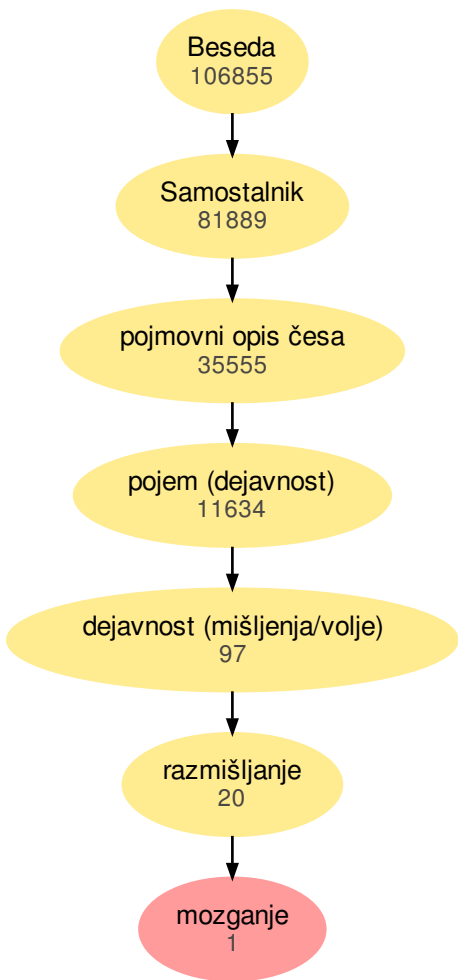 Beseda
106855
Samostalnik
81889
pojmovni opis česa
35555
pojem (dejavnost)
11634
dejavnost (mišljenja/volje)
97
razmišljanje
20
mozganje
1